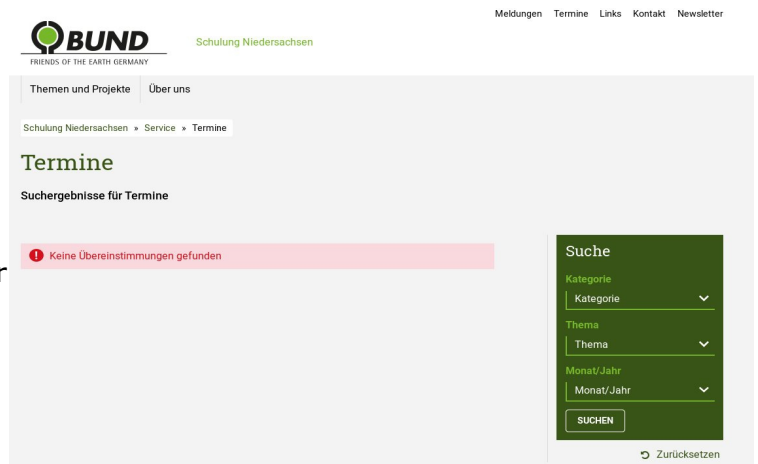 Meldungen Termine Links Kontakt Newsletter
BUND
FRIENDS OF THE EARTH GERMANY
Schulung Niedersachsen
Themen und Projekte Über uns
Schulung Niedersachsen » Service » Termine
Termine
Suchergebnisse für Termine
Keine Übereinstimmungen gefunden
r
Suche
Kategorie
Kategorie
Thema
Thema
Monat/Jahr
Monat/Jahr
SUCHEN
Zurücksetzen